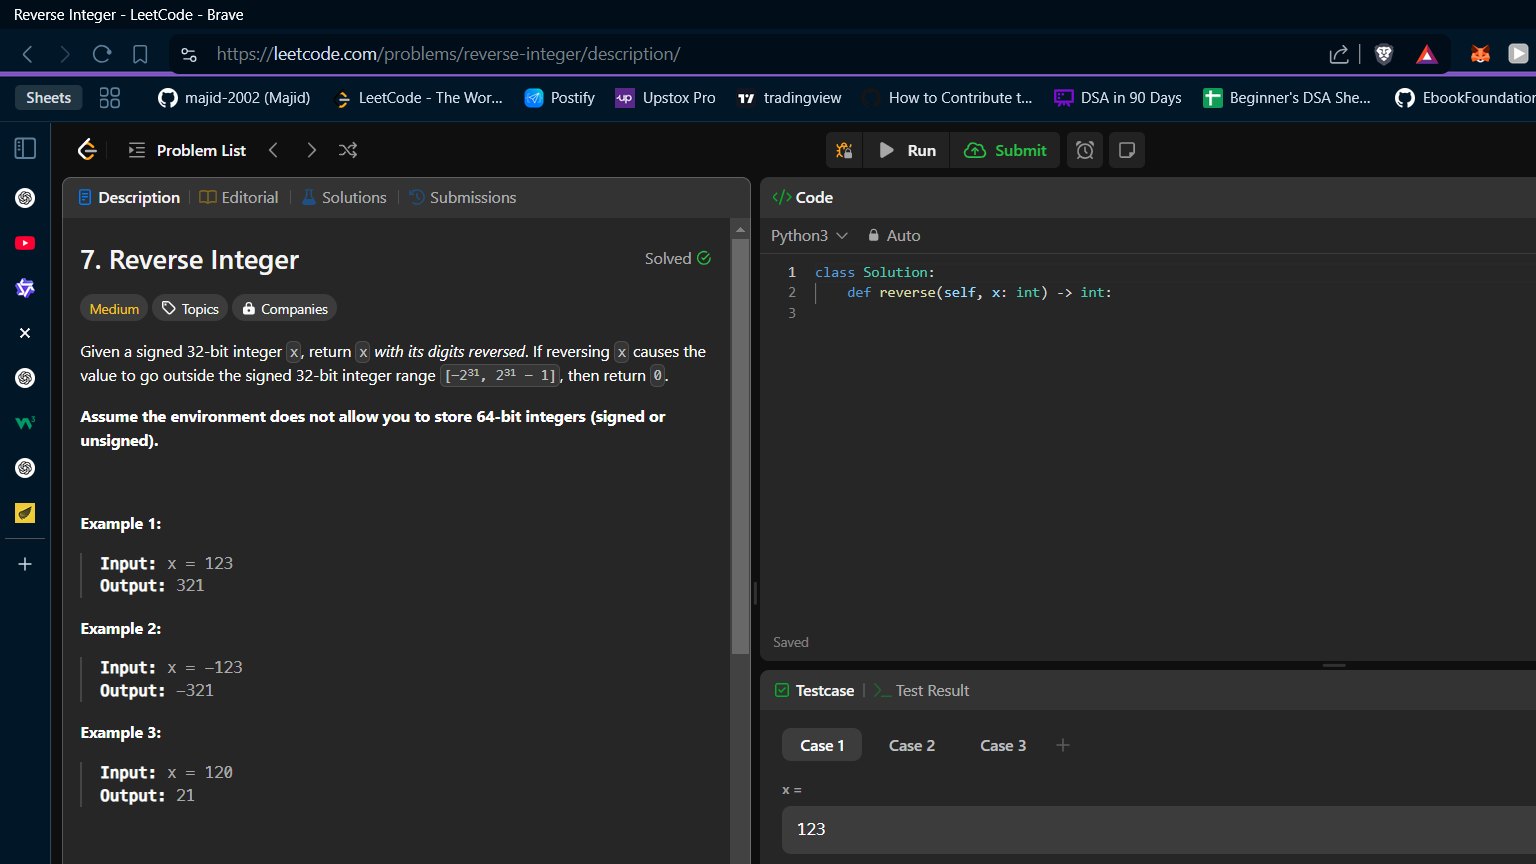 Reverse Integer - LeetCode - Brave
https://leetcode.com/problems/reverse-integer/description/
Sheets majid-2002 (Majid) LeetCode - The Wor... Postify Upstox Pro tradingview How to Contribute t... DSA in 90 Days Beginner's DSA She... EbookFoundation
Problem List Run Submit
Description Editorial Solutions Submissions
</> Code
Python3 Auto
7. Reverse Integer Solved
Medium Topics Companies
Given a signed 32-bit integer x, return x with its digits reversed. If reversing x causes the
value to go outside the signed 32-bit integer range [-2³¹, 2³¹ - 1], then return 0.
Assume the environment does not allow you to store 64-bit integers (signed or
unsigned).
Example 1:
Input: x = 123
Output: 321
Example 2:
Input: x = -123
Output: -321
Example 3:
Input: x = 120
Output: 21
1 class Solution:
2 def reverse(self, x: int) -> int:
3
Saved
Testcase >_ Test Result
Case 1 Case 2 Case 3 +
x =
123